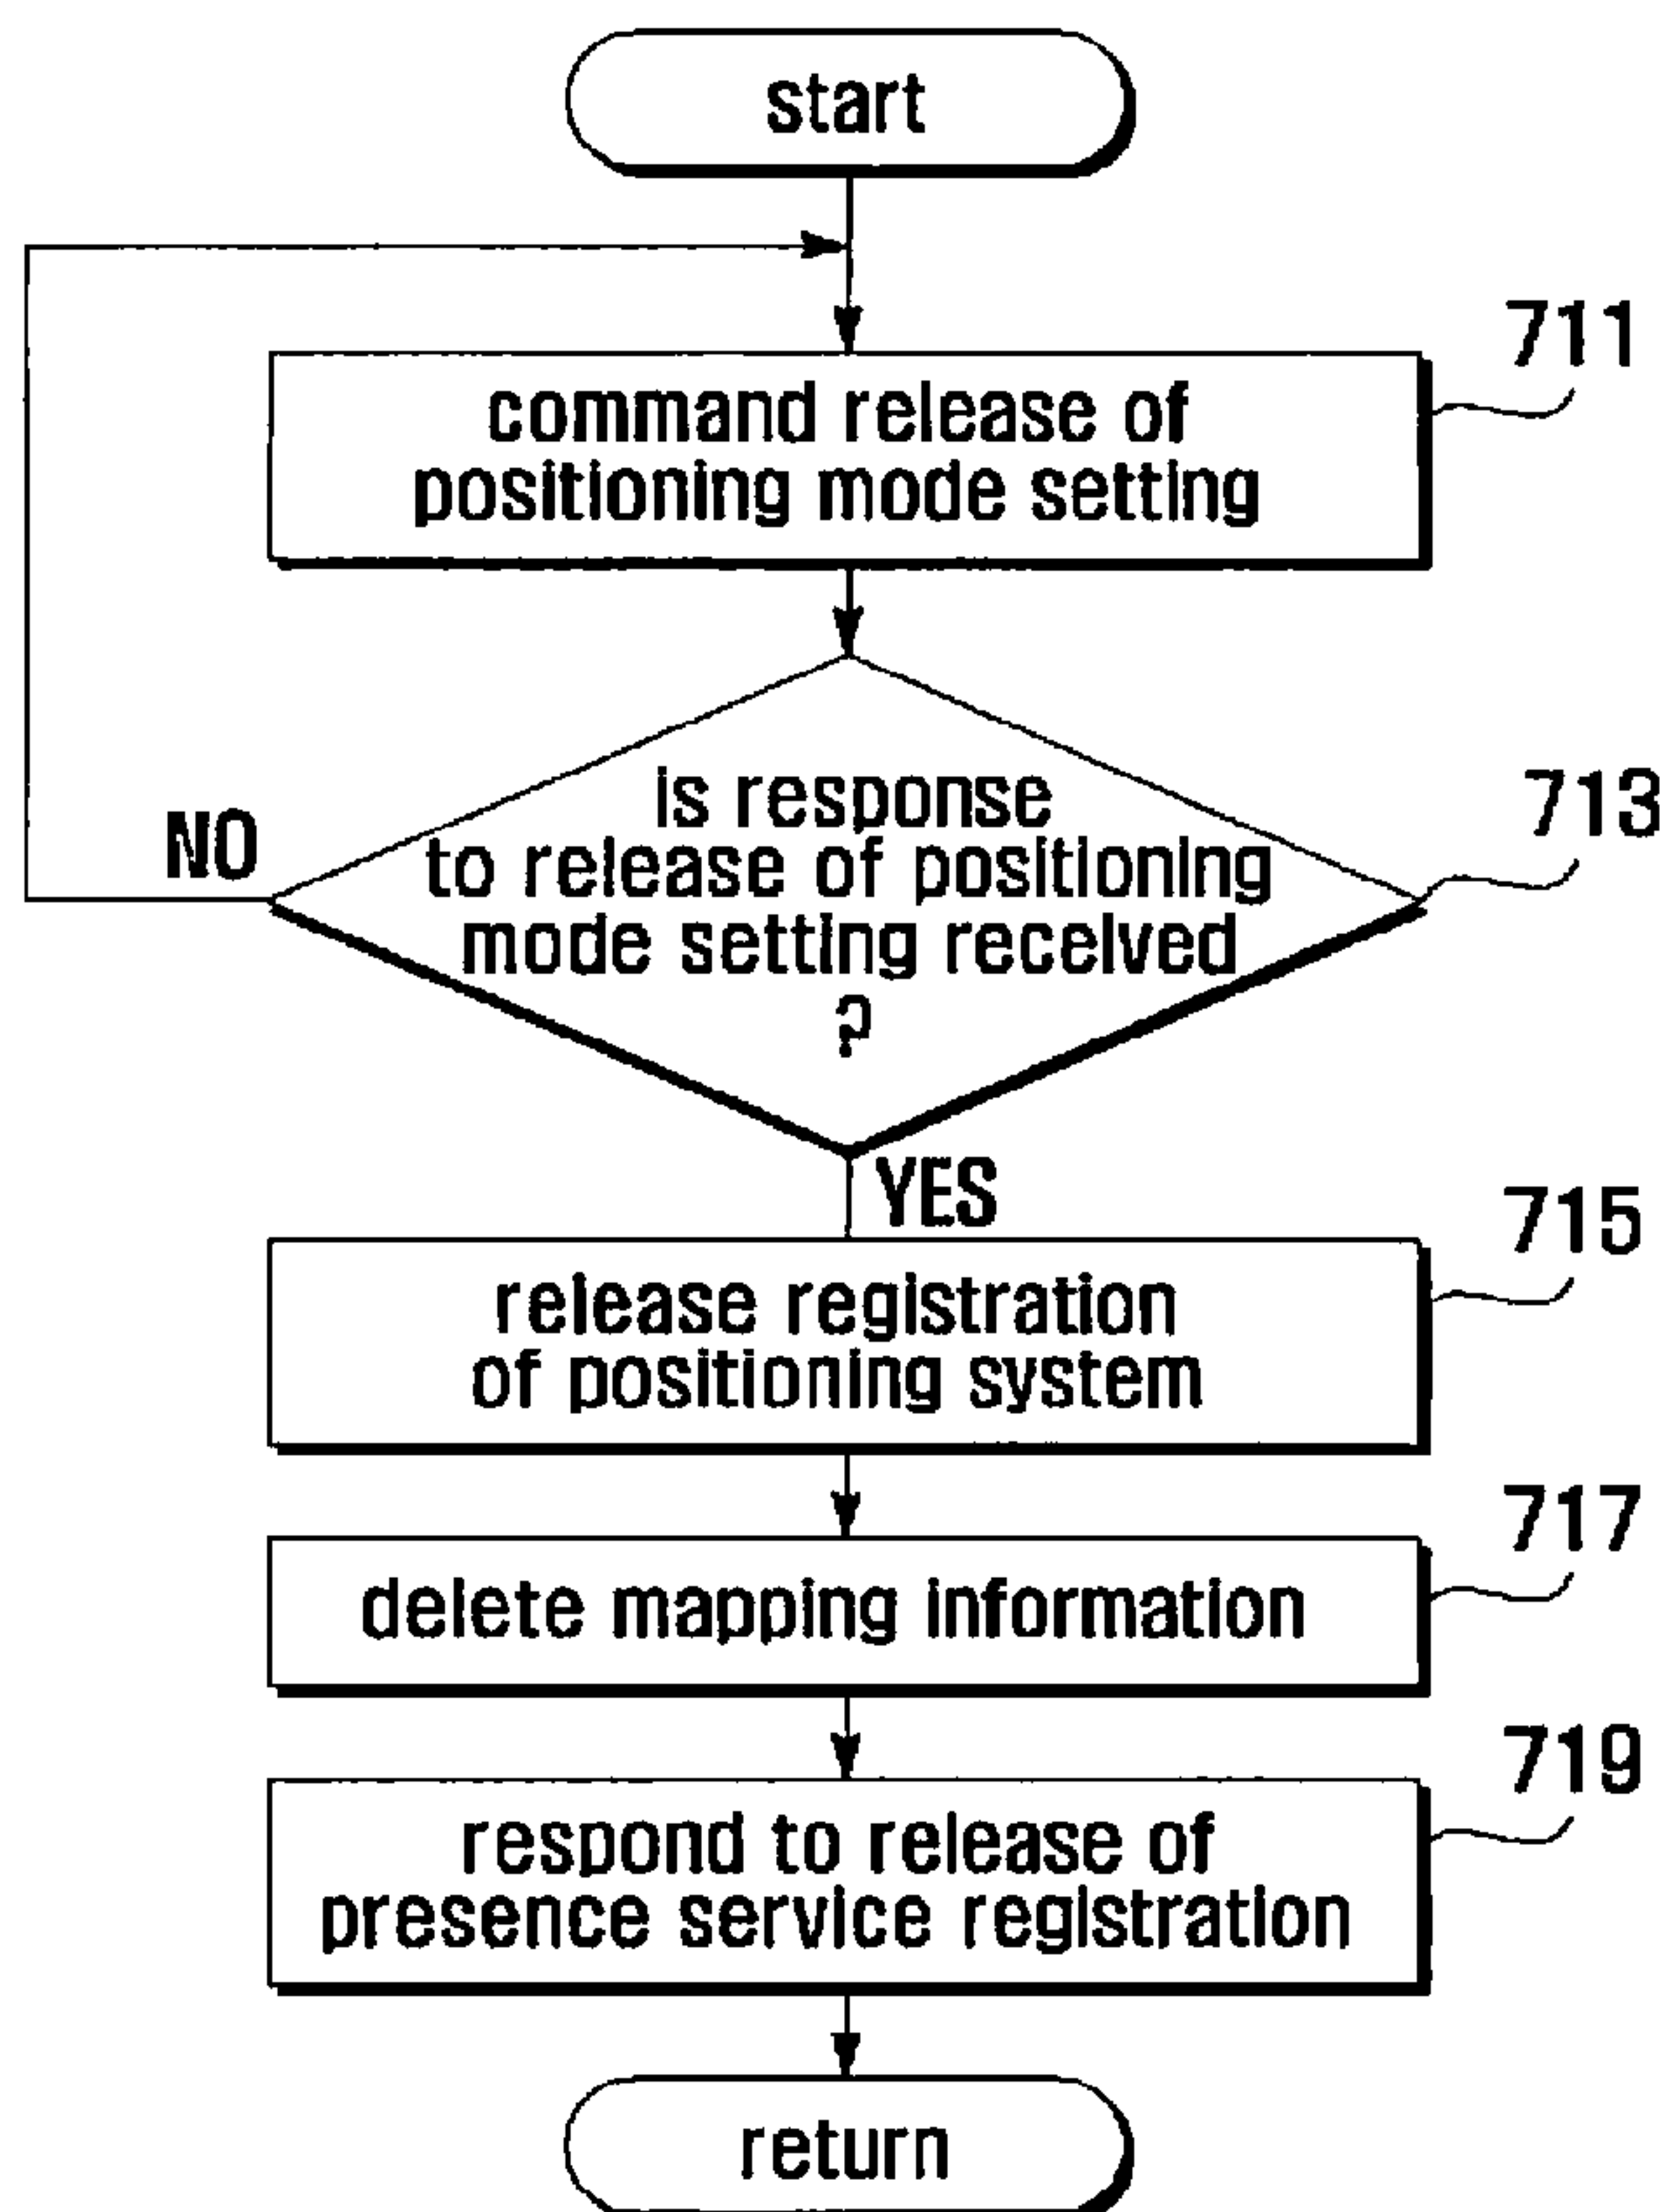 start
711
command release of
positioning mode setting
713
is response
to release of positioning
mode setting received
?
NO
YES
715
release registration
of positioning system
717
delete mapping information
719
respond to release of
presence service registration
return